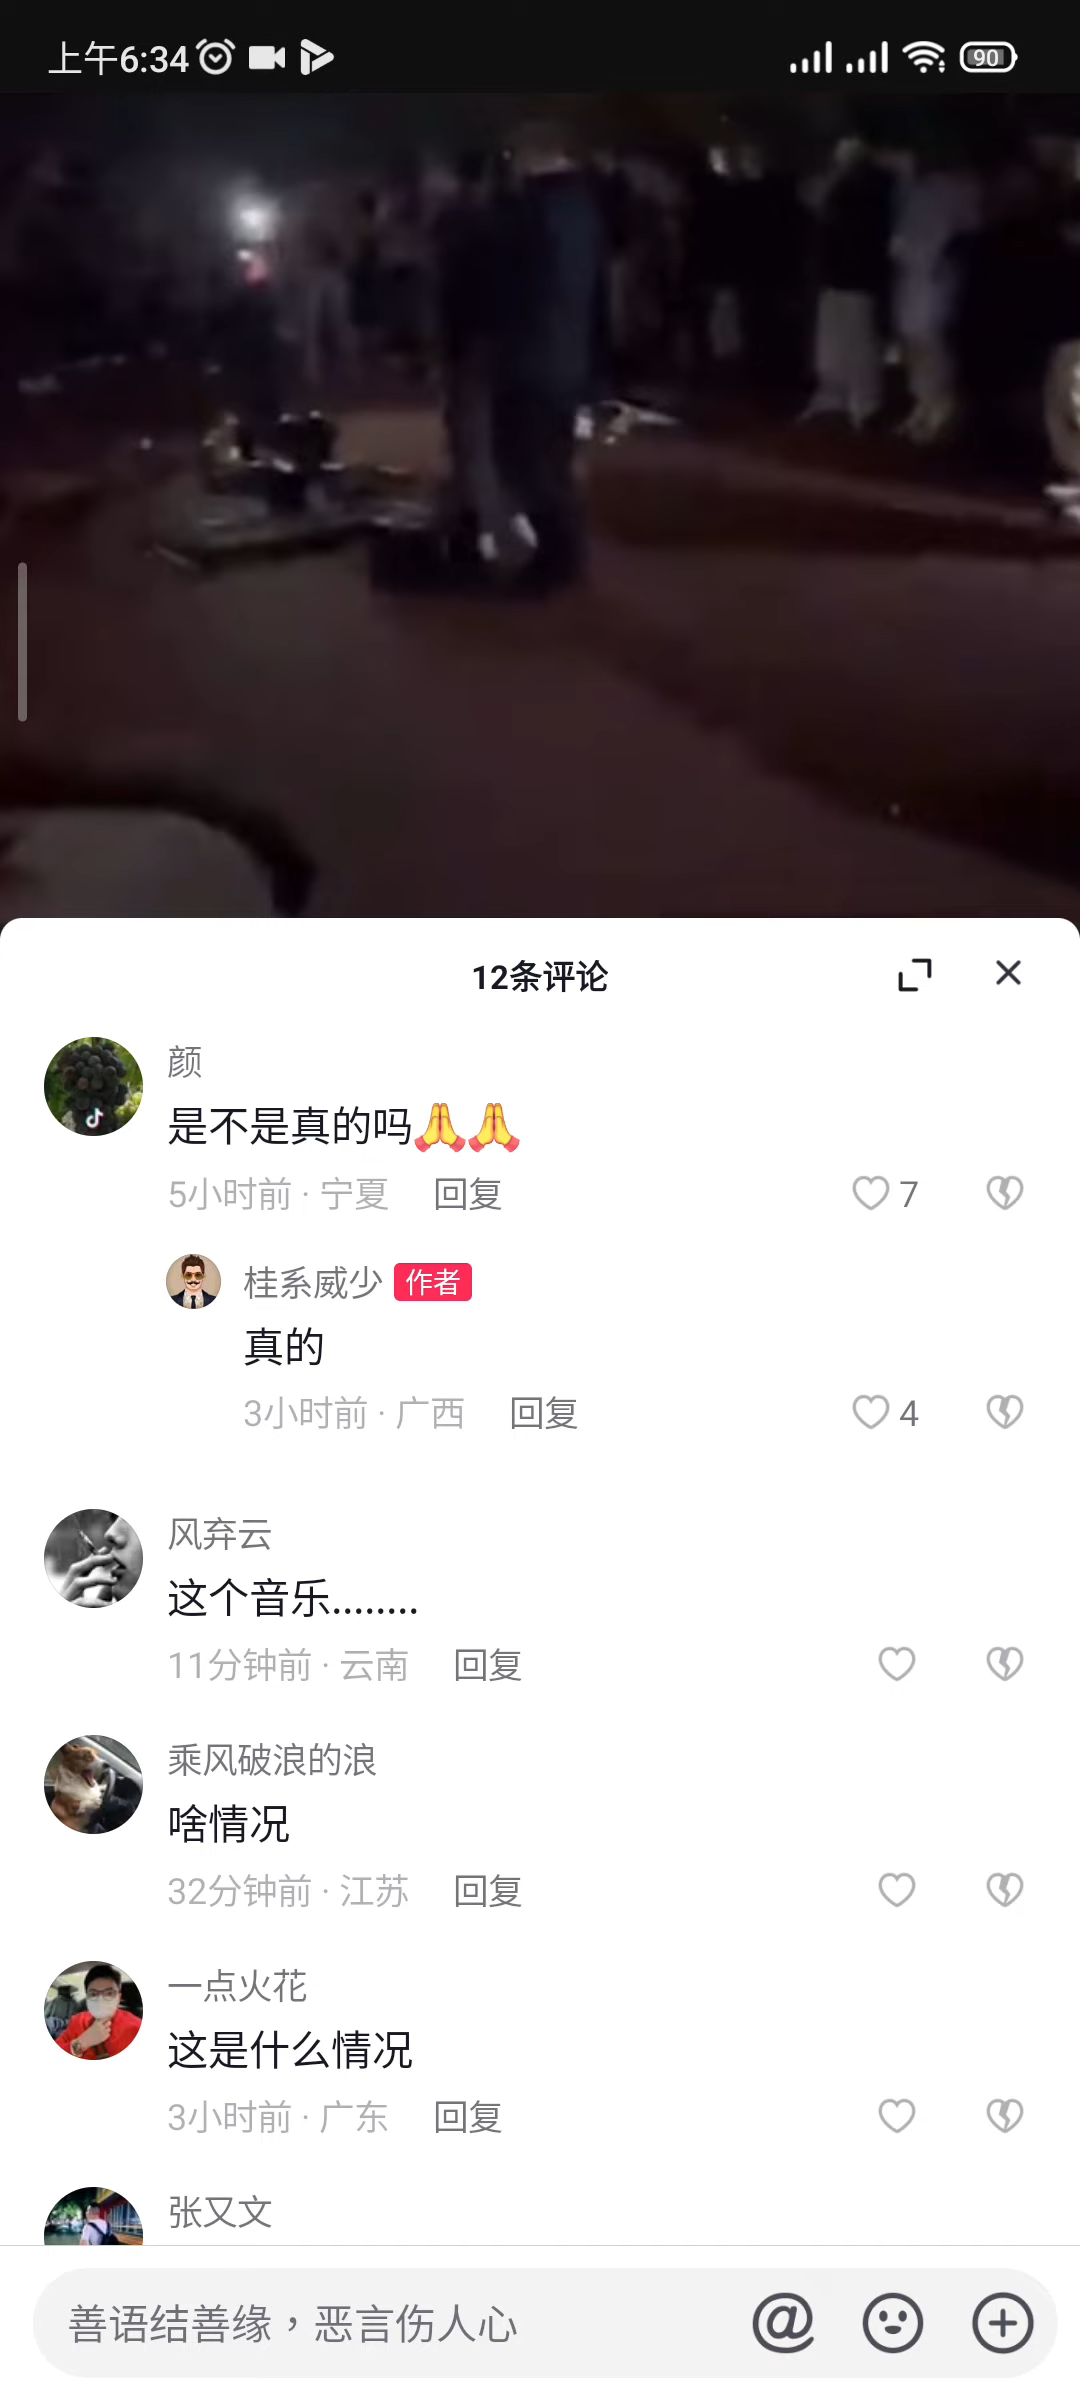 上午6:34
90
12条评论
颜
是不是真的吗🙏🙏
5小时前 · 宁夏 回复
7
桂系威少 作者
真的
3小时前 · 广西 回复
4
风弃云
这个音乐........
11分钟前 · 云南 回复
乘风破浪的浪
啥情况
32分钟前 · 江苏 回复
一点火花
这是什么情况
3小时前 · 广东 回复
张又文
善语结善缘，恶言伤人心